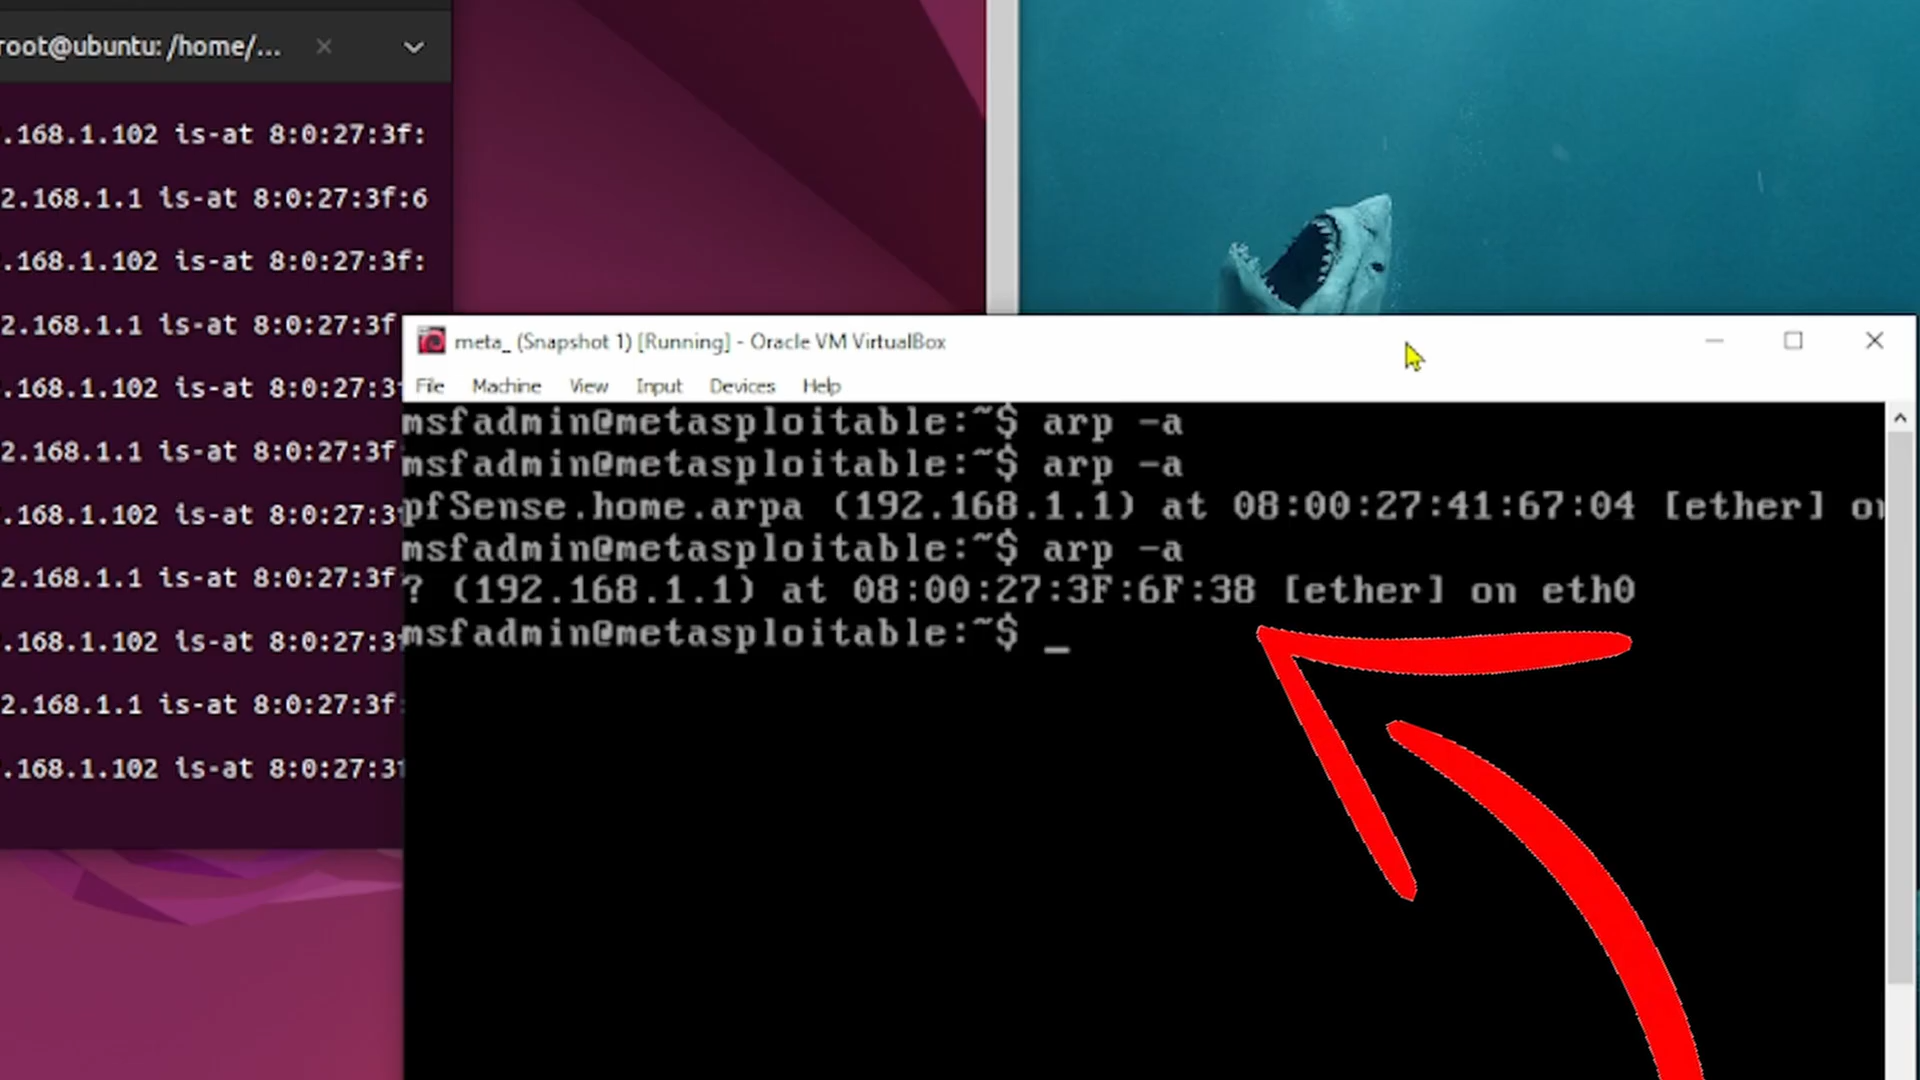 root@ubuntu: /home/...
.168.1.102 is-at 8:0:27:3f:
2.168.1.1 is-at 8:0:27:3f:6
.168.1.102 is-at 8:0:27:3f:
2.168.1.1 is-at 8:0:27:3f
.168.1.102 is-at 8:0:27:3
2.168.1.1 is-at 8:0:27:3f
.168.1.102 is-at 8:0:27:3
2.168.1.1 is-at 8:0:27:3f
.168.1.102 is-at 8:0:27:3
2.168.1.1 is-at 8:0:27:3f
.168.1.102 is-at 8:0:27:3
meta_ (Snapshot 1) [Running] - Oracle VM VirtualBox
File Machine View Input Devices Help
msfadmin@metasploitable:~$ arp -a
msfadmin@metasploitable:~$ arp -a
pfSense.home.arpa (192.168.1.1) at 08:00:27:41:67:04 [ether] on
msfadmin@metasploitable:~$ arp -a
? (192.168.1.1) at 08:00:27:3F:6F:38 [ether] on eth0
msfadmin@metasploitable:~$ _